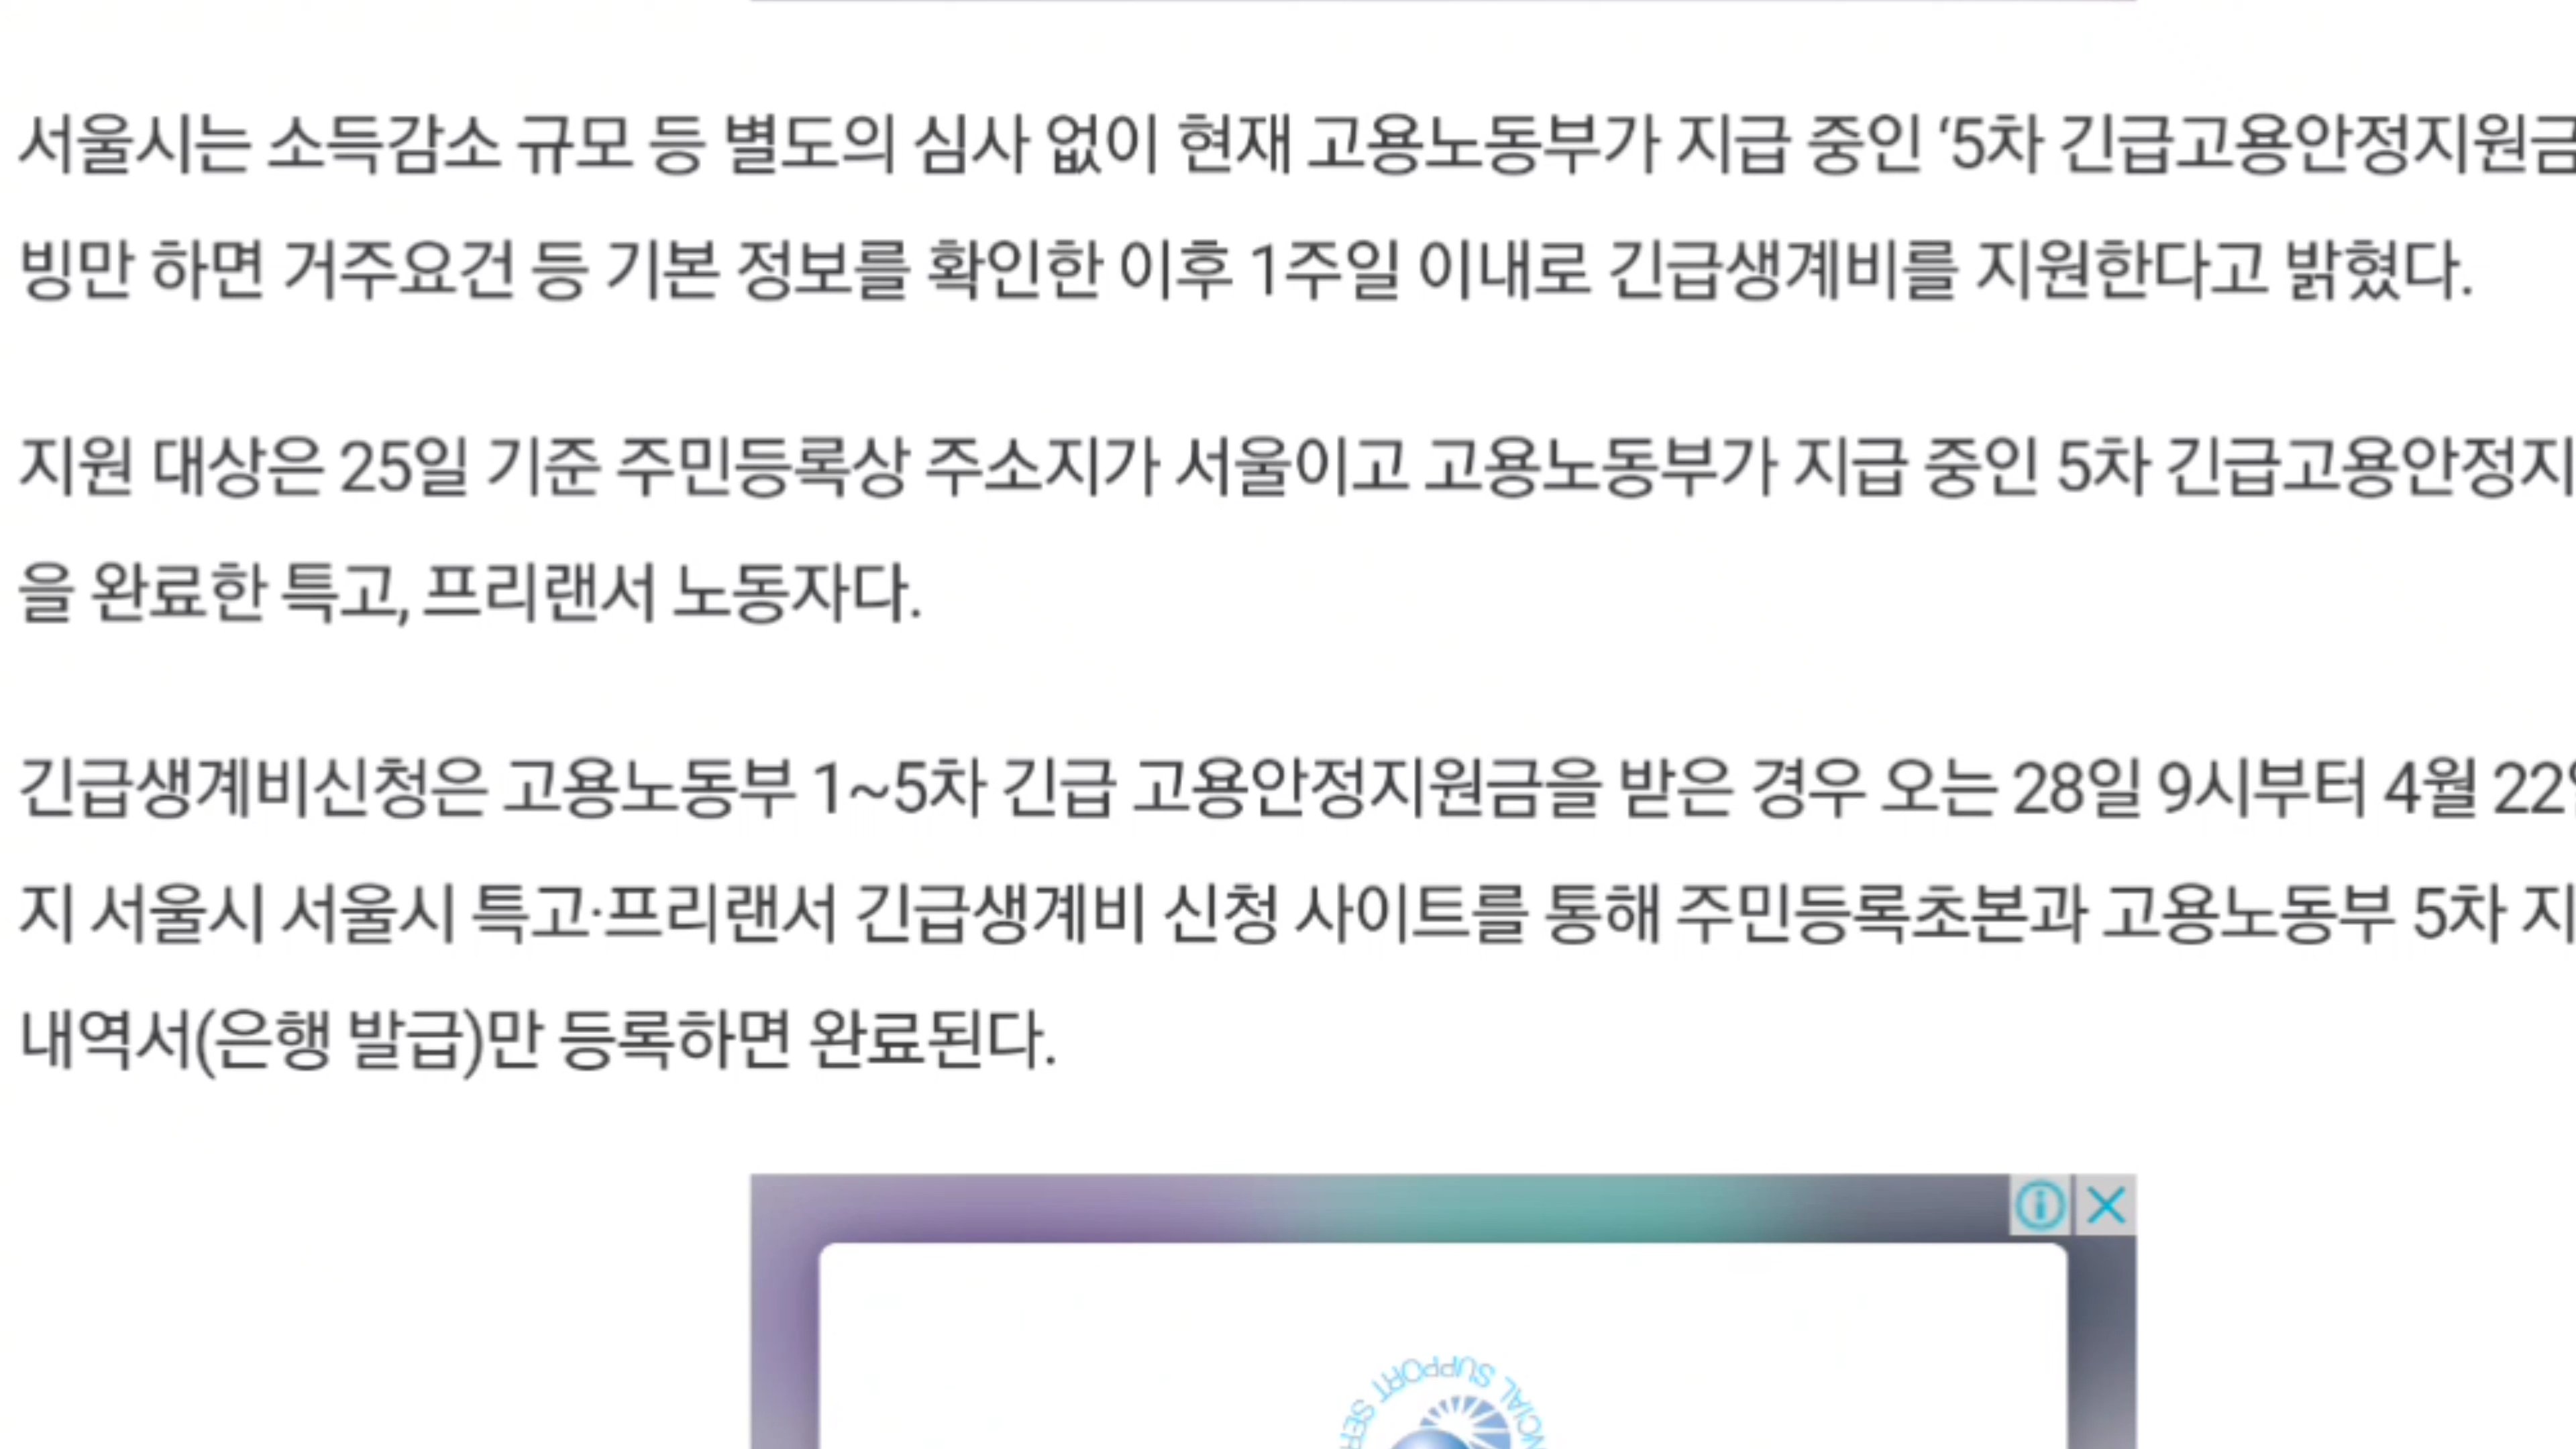 서울시는 소득감소 규모 등 별도의 심사 없이 현재 고용노동부가 지급 중인 ‘5차 긴급고용안정지원금
빙만 하면 거주요건 등 기본 정보를 확인한 이후 1주일 이내로 긴급생계비를 지원한다고 밝혔다.
지원 대상은 25일 기준 주민등록상 주소지가 서울이고 고용노동부가 지급 중인 5차 긴급고용안정지
을 완료한 특고, 프리랜서 노동자다.
긴급생계비신청은 고용노동부 1~5차 긴급 고용안정지원금을 받은 경우 오는 28일 9시부터 4월 22
지 서울시 서울시 특고·프리랜서 긴급생계비 신청 사이트를 통해 주민등록초본과 고용노동부 5차 지
내역서(은행 발급)만 등록하면 완료된다.
SUPPORT